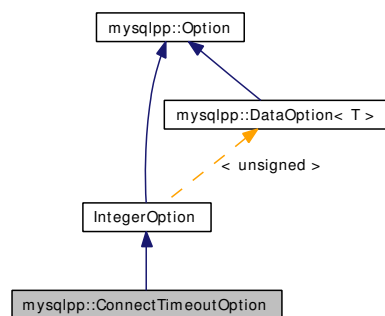 mysqlpp::Option
mysqlpp::DataOption< T >
< unsigned >
IntegerOption
mysqlpp::ConnectTimeoutOption